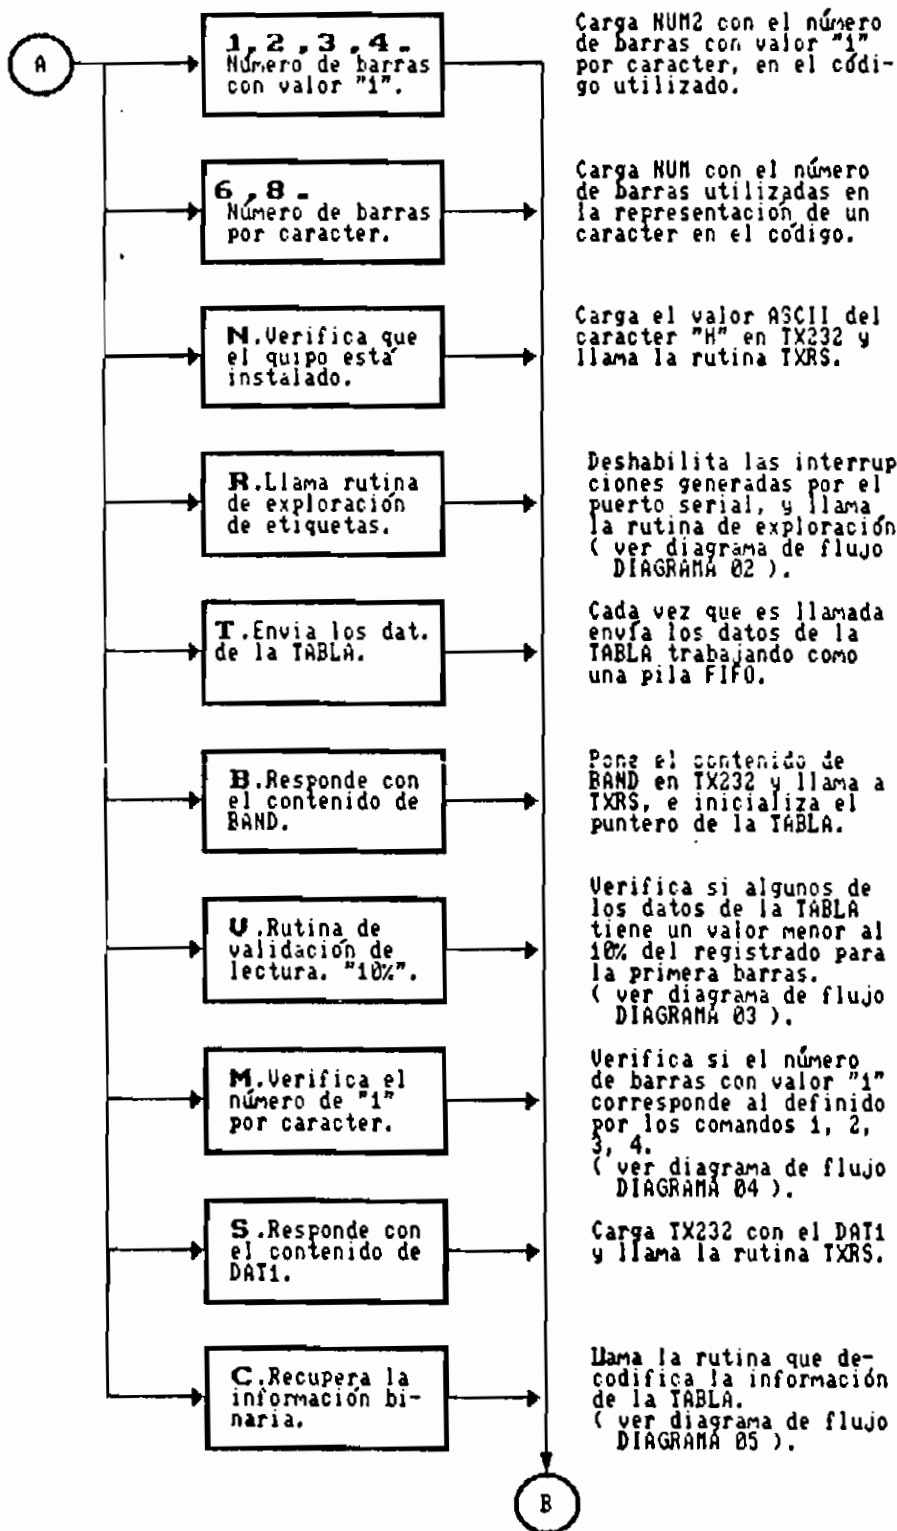 A
1, 2, 3, 4.
Número de barras
con valor "1".
Carga NUM2 con el número
de barras con valor "1"
por caracter, en el códi-
go utilizado.
6, 8.
Número de barras
por caracter.
Carga NUM con el número
de barras utilizadas en
la representación de un
caracter en el código.
N.Verifica que
el quipo está
instalado.
Carga el valor ASCII del
caracter "H" en TX232 y
llama la rutina TXRS.
R.Llama rutina
de exploración
de etiquetas.
Deshabilita las interrup
ciones generadas por el
puerto serial, y llama
la rutina de exploración
( ver diagrama de flujo
DIAGRAMA 02 ).
T.Envia los dat.
de la TABLA.
Cada vez que es llamada
envía los datos de la
TABLA trabajando como
una pila FIFO.
B.Responde con
el contenido de
BAND.
Pone el contenido de
BAND en TX232 y llama a
TXRS, e inicializa el
puntero de la TABLA.
V.Rutina de
validación de
lectura. "10%".
Verifica si algunos de
los datos de la TABLA
tiene un valor menor al
10% del registrado para
la primera barras.
( ver diagrama de flujo
DIAGRAMA 03 ).
M.Verifica el
número de "1"
por caracter.
Verifica si el número
de barras con valor "1"
corresponde al definido
por los comandos 1, 2,
3, 4.
( ver diagrama de flujo
DIAGRAMA 04 ).
S.Responde con
el contenido de
DAT1.
Carga TX232 con el DAT1
y llama la rutina TXRS.
C.Recupera la
información bi-
naria.
Llama la rutina que de-
codifica la información
de la TABLA.
( ver diagrama de flujo
DIAGRAMA 05 ).
B